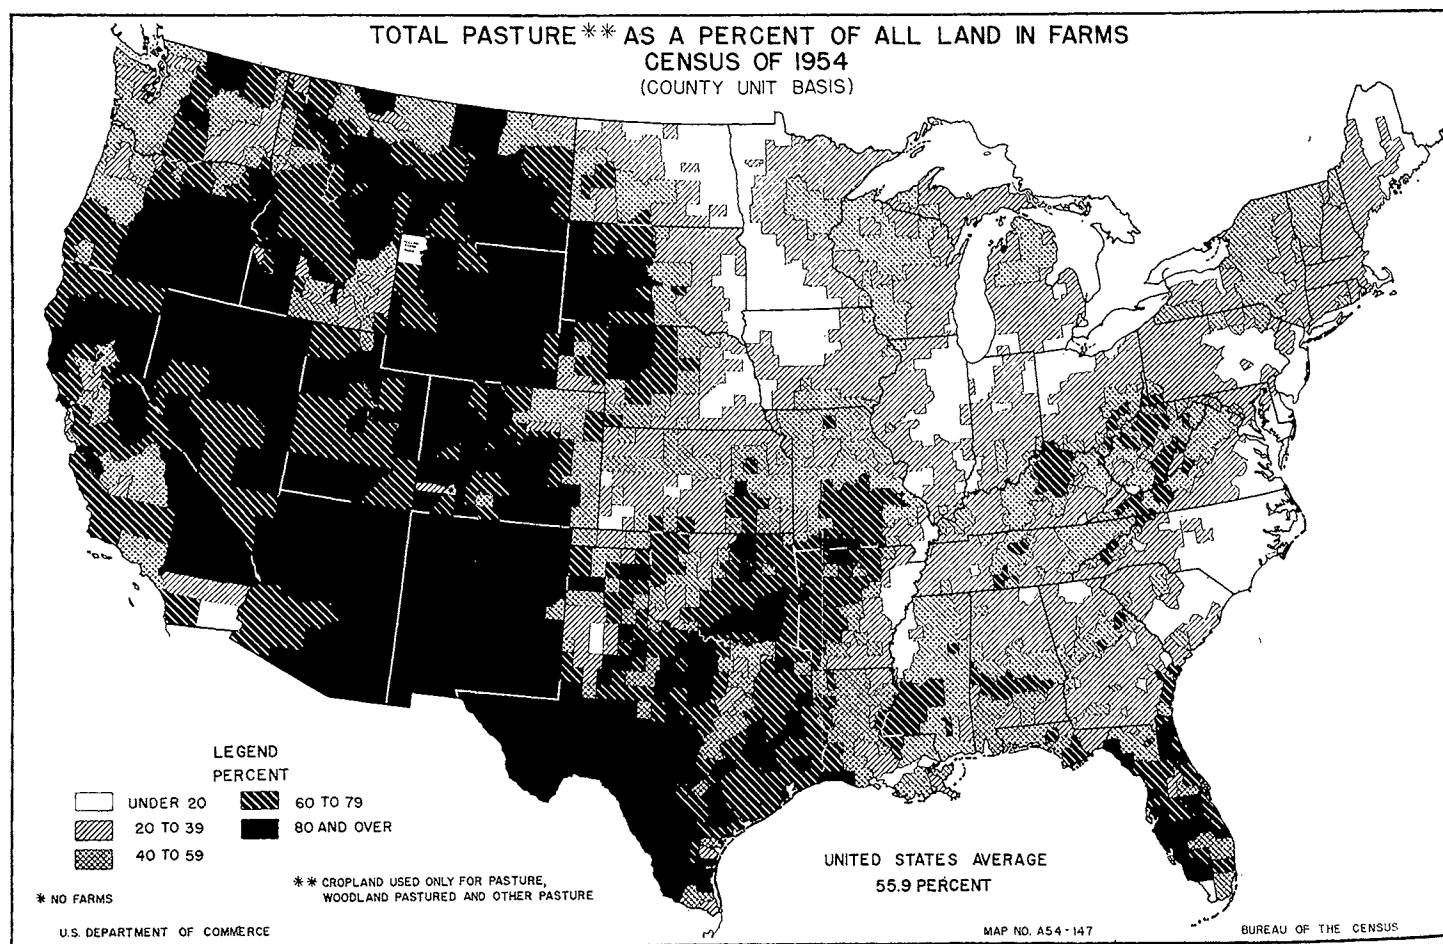 TOTAL PASTURE** AS A PERCENT OF ALL LAND IN FARMS
CENSUS OF 1954
(COUNTY UNIT BASIS)
LEGEND
PERCENT
UNDER 20
20 TO 39
40 TO 59
60 TO 79
80 AND OVER
* NO FARMS
** CROPLAND USED ONLY FOR PASTURE,
WOODLAND PASTURED AND OTHER PASTURE
UNITED STATES AVERAGE
55.9 PERCENT
U.S. DEPARTMENT OF COMMERCE
MAP NO. A54-147
BUREAU OF THE CENSUS